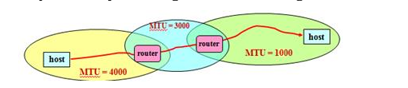 MTU = 3000
host
router
MTU = 4000
router
host
MTU = 1000